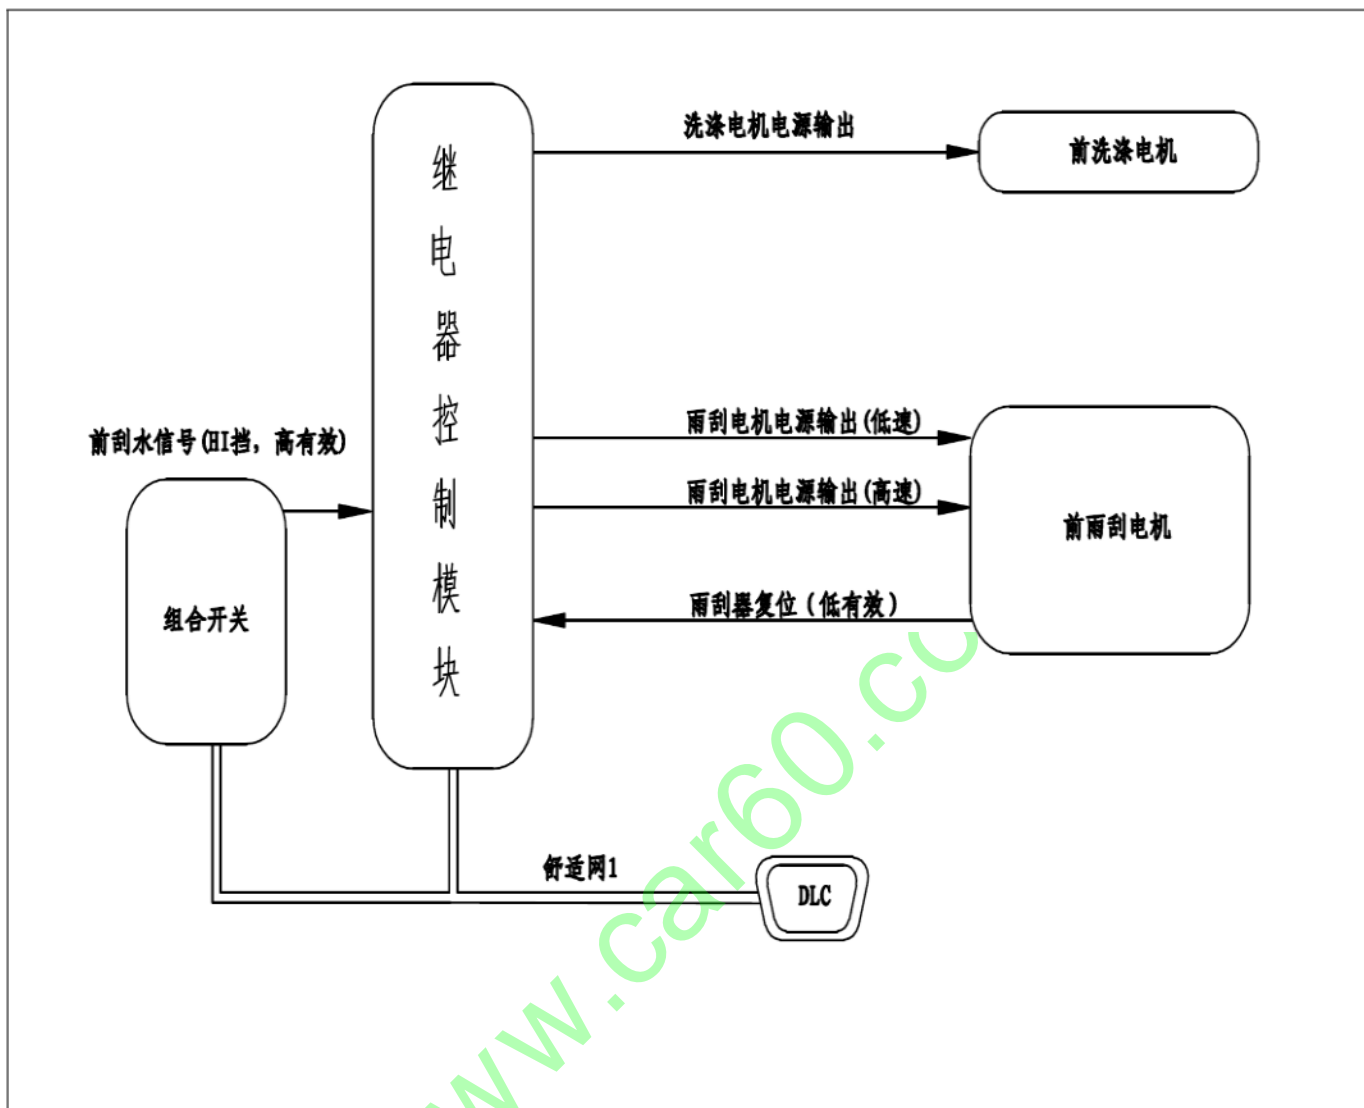 洗涤电机电源输出
前洗涤电机
继电器控制模块
雨刮电机电源输出(低速)
前刮水信号(HI挡，高有效)
雨刮电机电源输出(高速)
前雨刮电机
雨刮器复位(低有效)
组合开关
舒适网1
DLC
www.car60.co